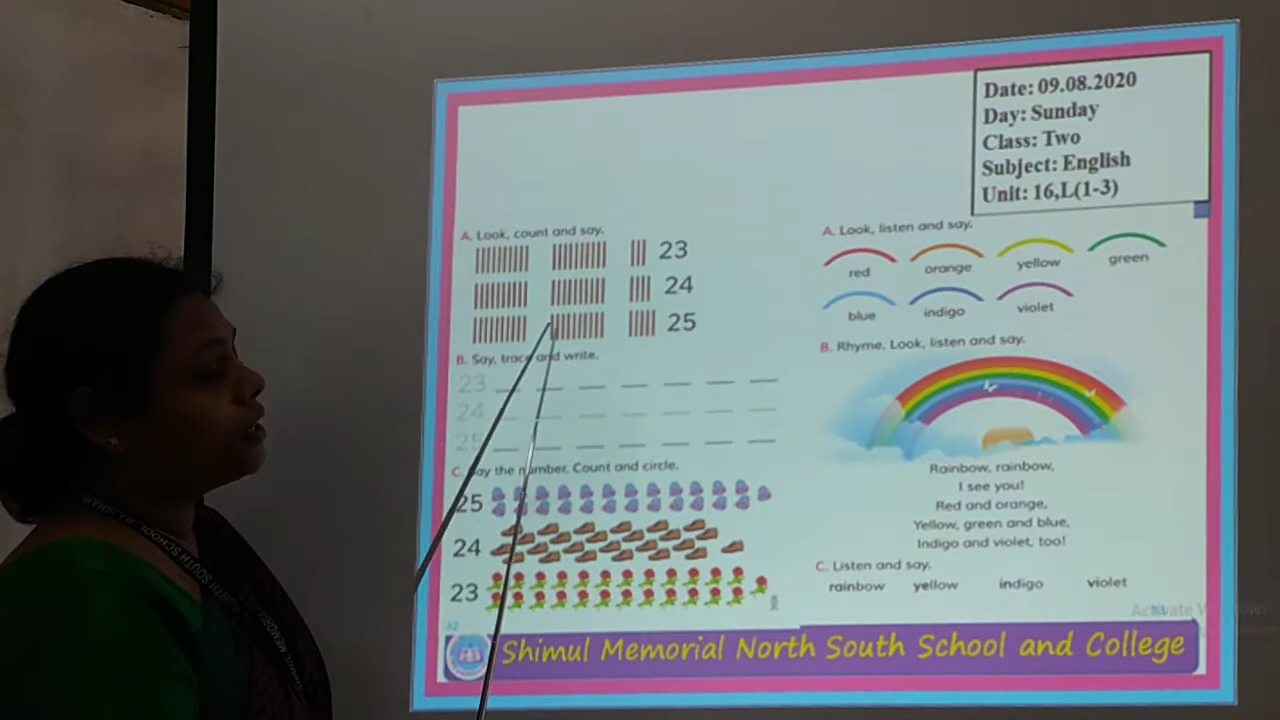 Date: 09.08.2020
Day: Sunday
Class: Two
Subject: English
Unit: 16,L(1-3)
A. Look, count and say.
23
24
25
B. Say, trace and write.
23
24
25
C. Say the number. Count and circle.
25
24
23
32
A. Look, listen and say.
red orange yellow green
blue indigo violet
B. Rhyme. Look, listen and say.
Rainbow, rainbow,
I see you!
Red and orange,
Yellow, green and blue,
Indigo and violet, too!
C. Listen and say.
rainbow yellow indigo violet
Activate Windows
Shimul Memorial North South School and College